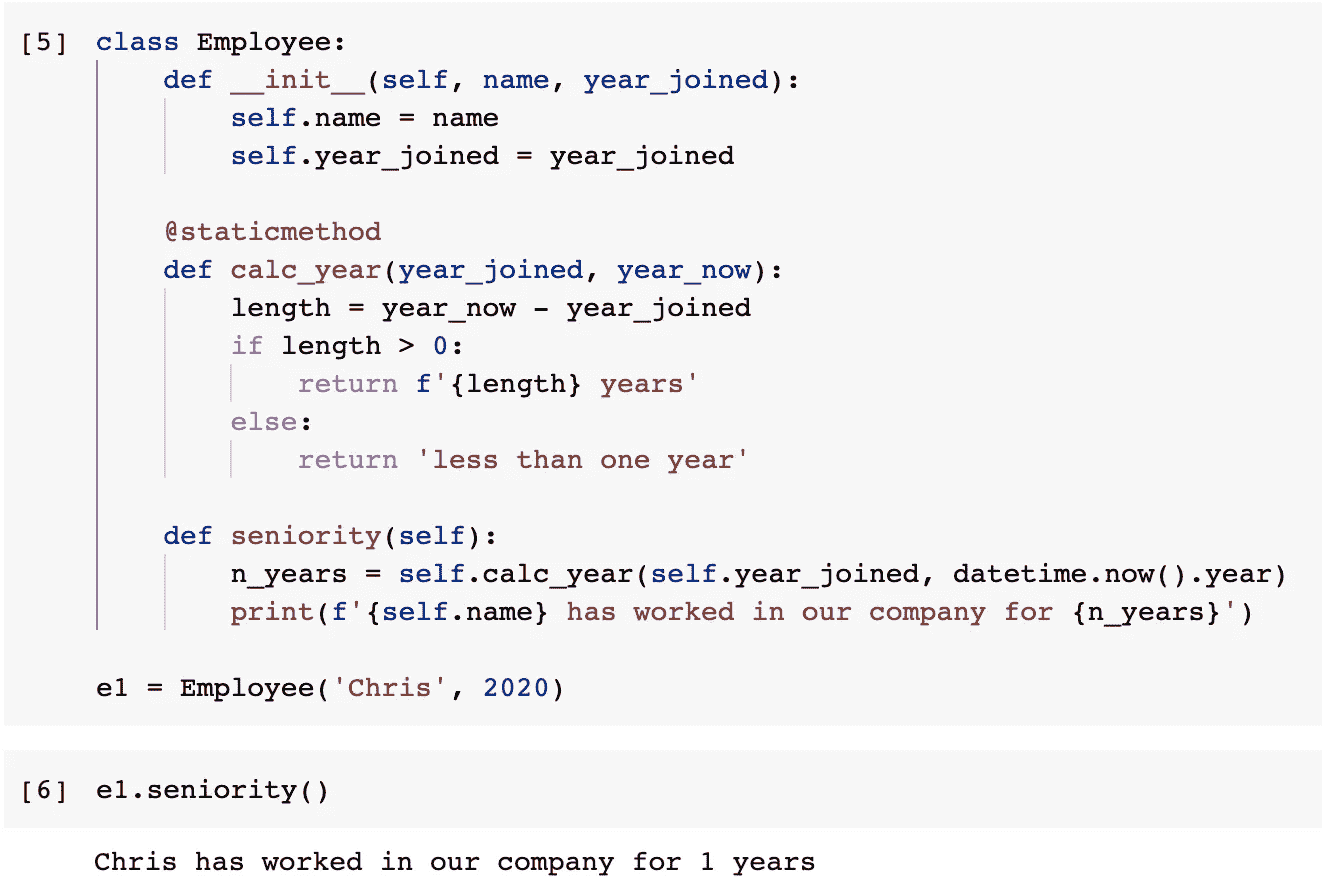 [5] class Employee:
    def __init__(self, name, year_joined):
        self.name = name
        self.year_joined = year_joined

    @staticmethod
    def calc_year(year_joined, year_now):
        length = year_now - year_joined
        if length > 0:
            return f'{length} years'
        else:
            return 'less than one year'

    def seniority(self):
        n_years = self.calc_year(self.year_joined, datetime.now().year)
        print(f'{self.name} has worked in our company for {n_years}')

e1 = Employee('Chris', 2020)
[6] e1.seniority()
Chris has worked in our company for 1 years